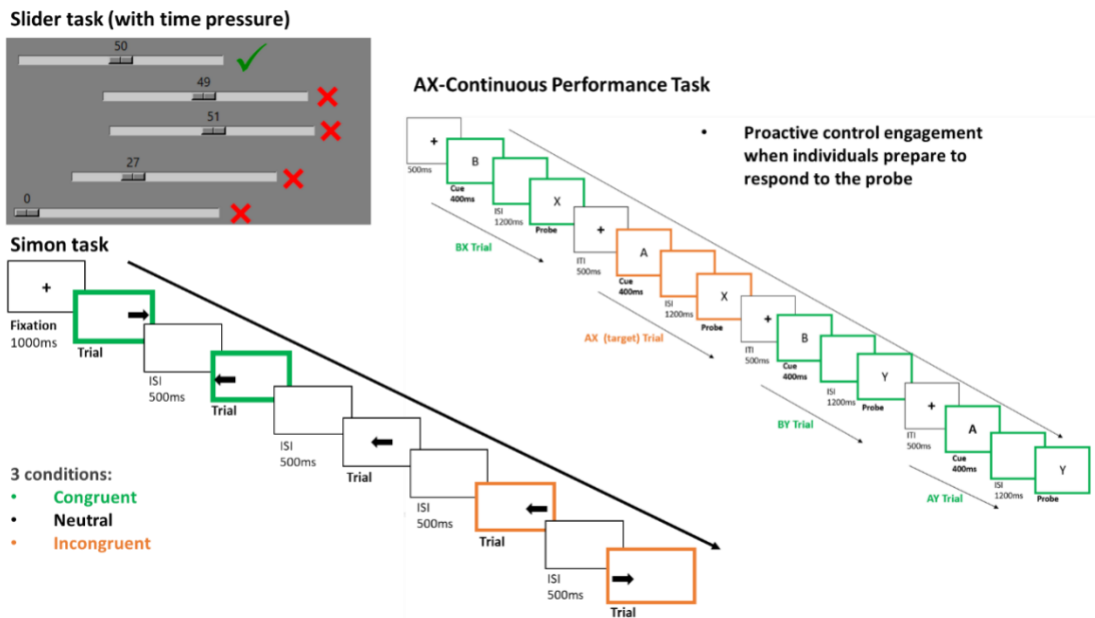 Slider task (with time pressure)
50
49
51
27
0
Simon task
+
Fixation
1000ms
Trial
ISI
500ms
Trial
ISI
500ms
Trial
ISI
500ms
Trial
ISI
500ms
Trial
3 conditions:
• Congruent
• Neutral
• Incongruent
AX-Continuous Performance Task
• Proactive control engagement
when individuals prepare to
respond to the probe
+
500ms
B
Cue
400ms
ISI
1200ms
X
Probe
BX Trial
+
ITI
500ms
A
Cue
400ms
ISI
1200ms
X
Probe
AX (target) Trial
+
ITI
500ms
B
Cue
400ms
ISI
1200ms
Y
Probe
BY Trial
+
ITI
500ms
A
Cue
400ms
ISI
1200ms
Y
Probe
AY Trial